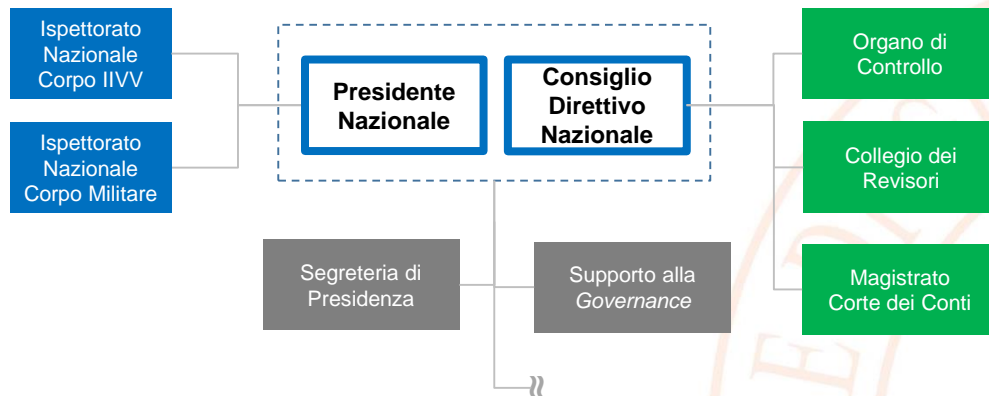 Ispettorato
Nazionale
Corpo IIVV
Ispettorato
Nazionale
Corpo Militare
Presidente
Nazionale
Consiglio
Direttivo
Nazionale
Organo di
Controllo
Collegio dei
Revisori
Magistrato
Corte dei Conti
Segreteria di
Presidenza
Supporto alla
Governance